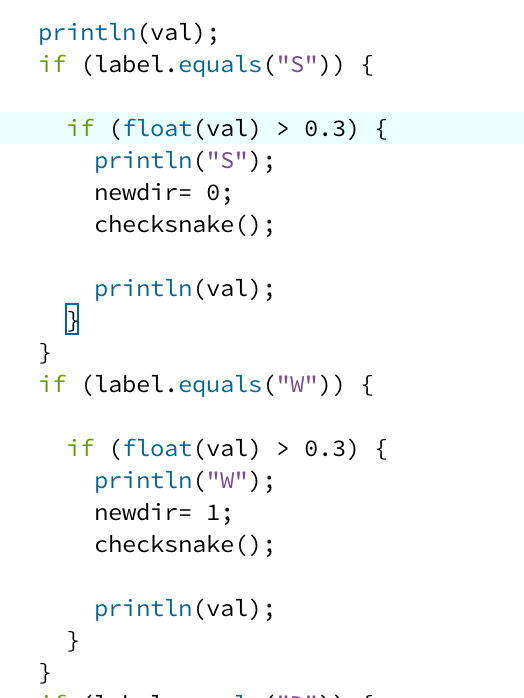 println(val);
if (label.equals("S")) {
if (float(val) > 0.3) {
println("S");
newdir= 0;
checksnake();
println(val);
}
}
if (label.equals("W")) {
if (float(val) > 0.3) {
println("W");
newdir= 1;
checksnake();
println(val);
}
}